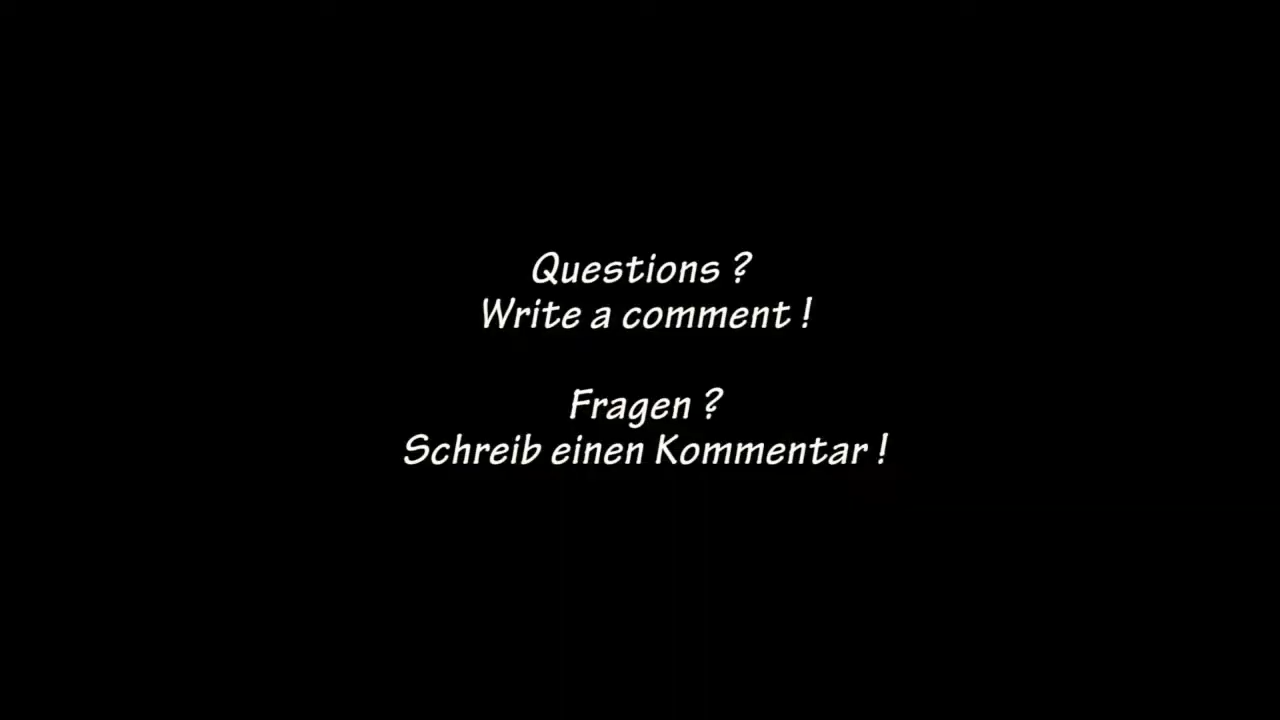 Questions ?
Write a comment !
Fragen ?
Schreib einen Kommentar !